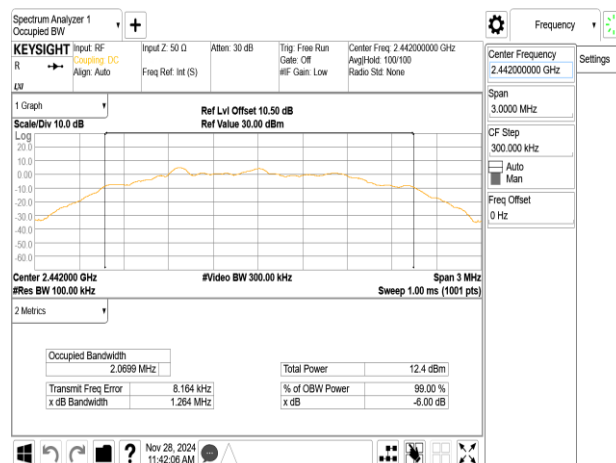 Spectrum Analyzer 1
Occupied BW
Frequency
KEYSIGHT
Input: RF
Input Z: 50 Ω
Atten: 30 dB
Trig: Free Run
Center Freq: 2.442000000 GHz
Coupling: DC
Gate: Off
Avg|Hold: 100/100
R
Align: Auto
Freq Ref: Int (S)
#IF Gain: Low
Radio Std: None
Center Frequency
2.442000000 GHz
Settings
Span
3.0000 MHz
CF Step
300.000 kHz
Auto
Man
Freq Offset
0 Hz
1 Graph
Ref Lvl Offset 10.50 dB
Scale/Div 10.0 dB
Ref Value 30.00 dBm
Log
20.0
10.0
0.00
-10.0
-20.0
-30.0
-40.0
-50.0
-60.0
Center 2.442000 GHz
#Video BW 300.00 kHz
Span 3 MHz
#Res BW 100.00 kHz
Sweep 1.00 ms (1001 pts)
2 Metrics
Occupied Bandwidth
2.0699 MHz
Total Power
12.4 dBm
Transmit Freq Error
8.164 kHz
% of OBW Power
99.00 %
x dB Bandwidth
1.264 MHz
x dB
-6.00 dB
Nov 28, 2024
11:42:06 AM